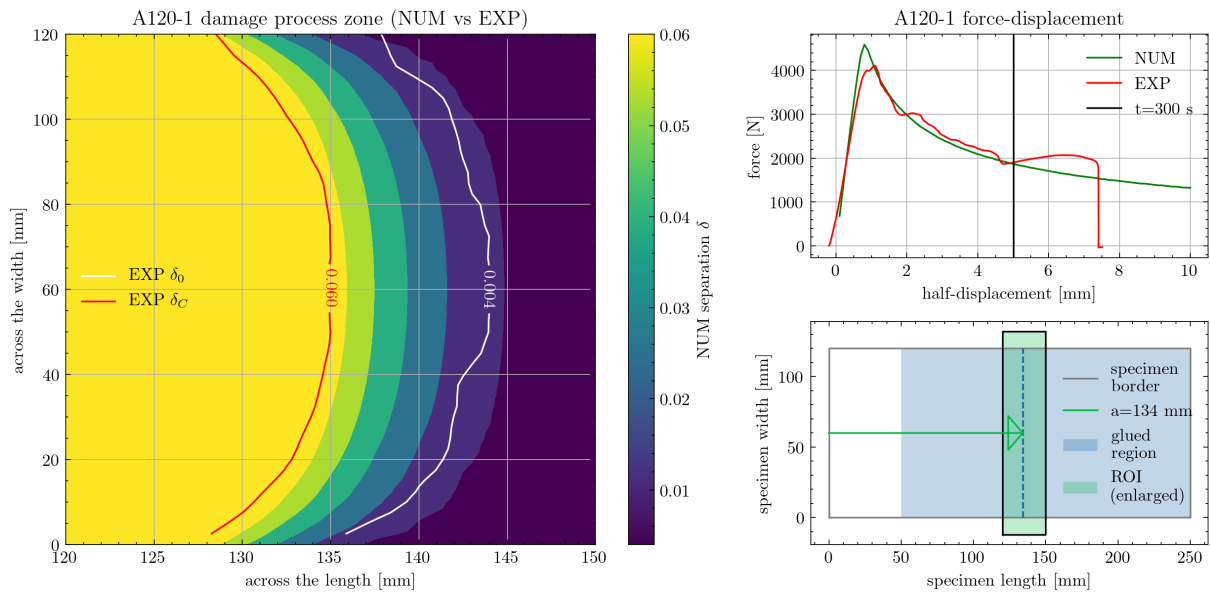 A120-1 damage process zone (NUM vs EXP)
120
100
80
60
40
20
0
across the width [mm]
EXP δ0
EXP δC
0.060
0.004
120
125
130
135
140
145
150
across the length [mm]
0.06
0.05
0.04
0.03
0.02
0.01
NUM separation δ
A120-1 force-displacement
4000
3000
2000
1000
0
force [N]
NUM
EXP
t=300 s
0
2
4
6
8
10
half-displacement [mm]
100
50
0
specimen width [mm]
specimen
border
a=134 mm
glued
region
ROI
(enlarged)
0
50
100
150
200
250
specimen length [mm]